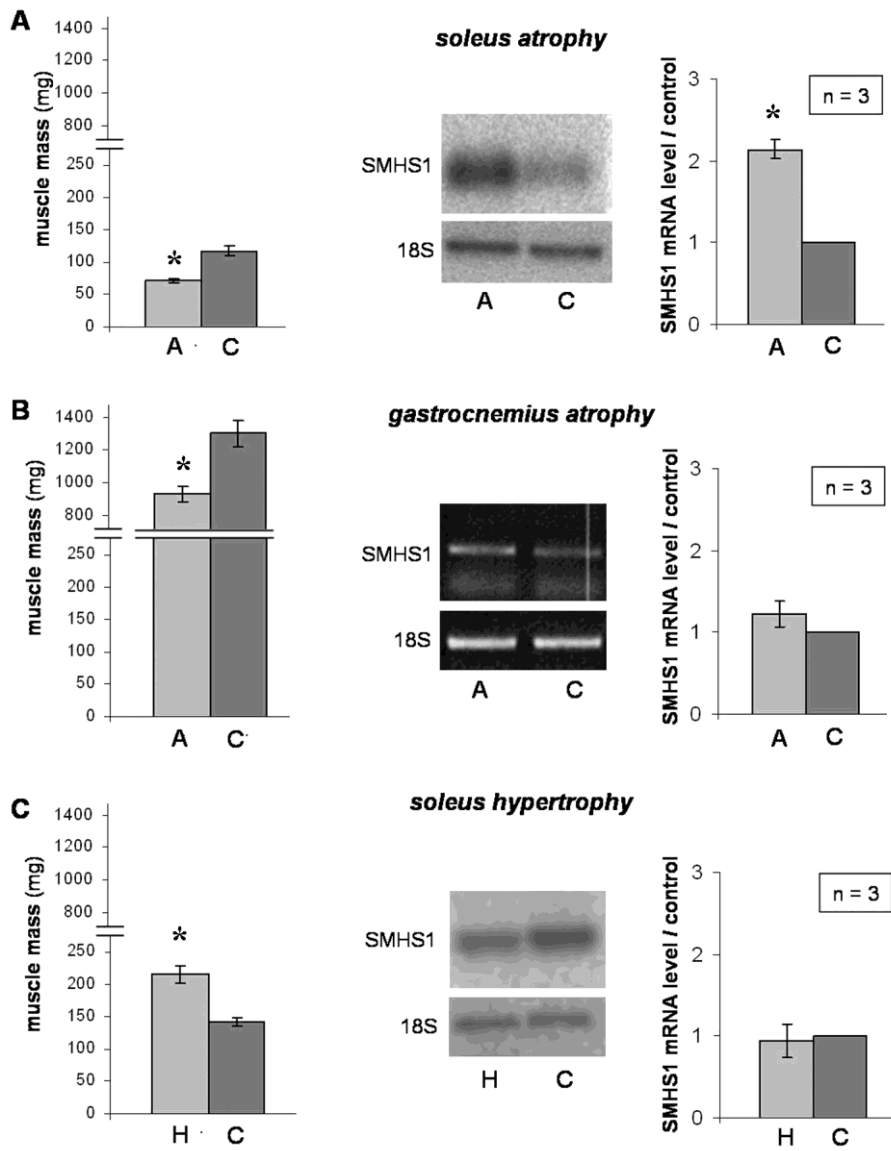 A
soleus atrophy
muscle mass (mg)
1400
1200
1000
800
250
200
150
100
50
0
*
A C
SMHS1
18S
A C
SMHS1 mRNA level / control
3
2
1
0
n = 3
*
A C
B
gastrocnemius atrophy
muscle mass (mg)
1400
1200
1000
800
250
200
150
100
50
0
*
A C
SMHS1
18S
A C
SMHS1 mRNA level / control
3
2
1
0
n = 3
A C
C
soleus hypertrophy
muscle mass (mg)
1400
1200
1000
800
250
200
150
100
50
0
*
H C
SMHS1
18S
H C
SMHS1 mRNA level / control
3
2
1
0
n = 3
H C